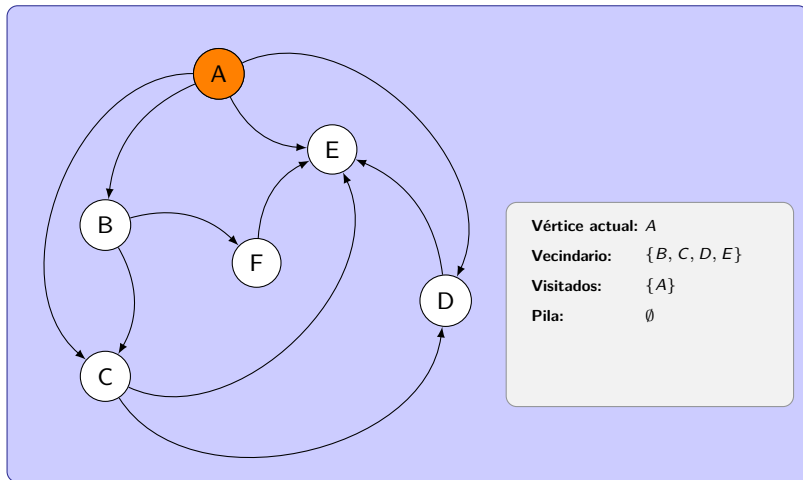 A
E
B
F
D
C
Vértice actual: A
Vecindario: {B, C, D, E}
Visitados: {A}
Pila: ∅